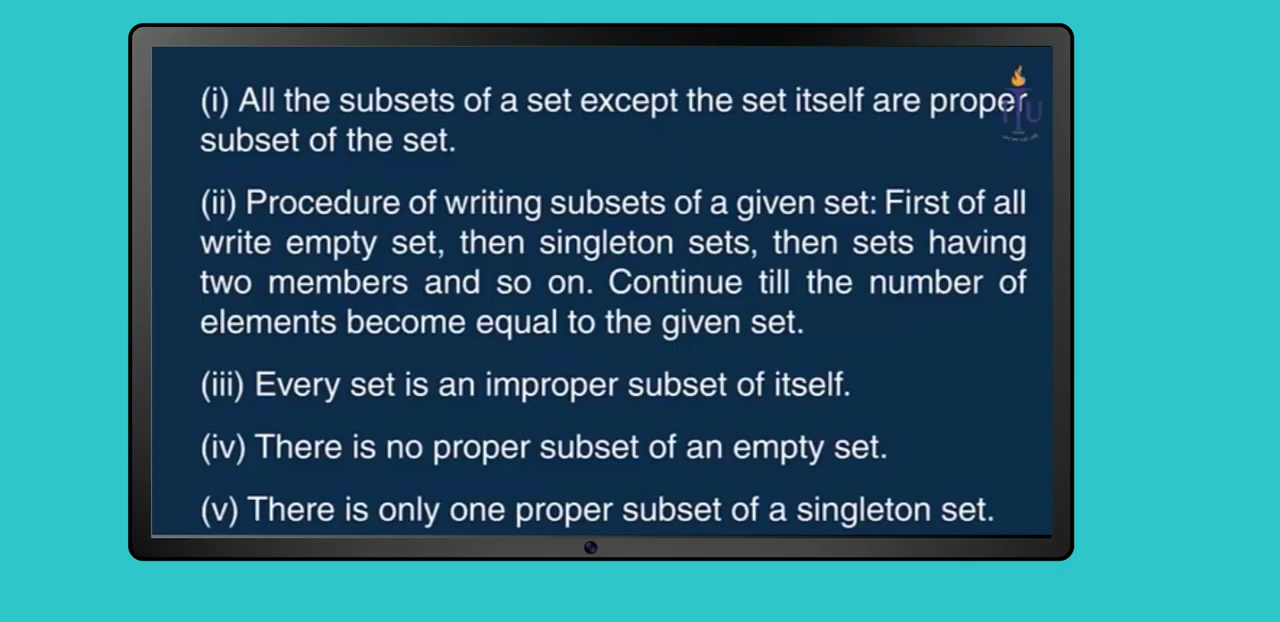 (i) All the subsets of a set except the set itself are proper
subset of the set.
(ii) Procedure of writing subsets of a given set: First of all
write empty set, then singleton sets, then sets having
two members and so on. Continue till the number of
elements become equal to the given set.
(iii) Every set is an improper subset of itself.
(iv) There is no proper subset of an empty set.
(v) There is only one proper subset of a singleton set.